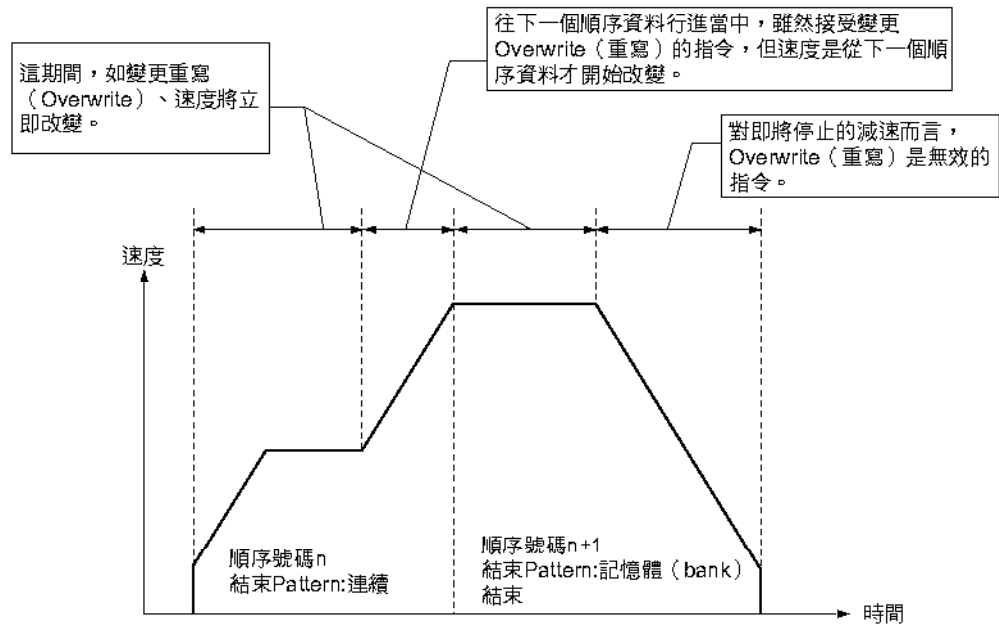 往下一個順序資料行進當中，雖然接受變更
Overwrite（重寫）的指令，但速度是從下一個順
序資料才開始改變。
這期間，如變更重寫
（Overwrite）、速度將立
即改變。
對即將停止的減速而言，
Overwrite（重寫）是無效的
指令。
速度
順序號碼n
結束Pattern:連續
順序號碼n+1
結束Pattern:記憶體（bank）
結束
時間